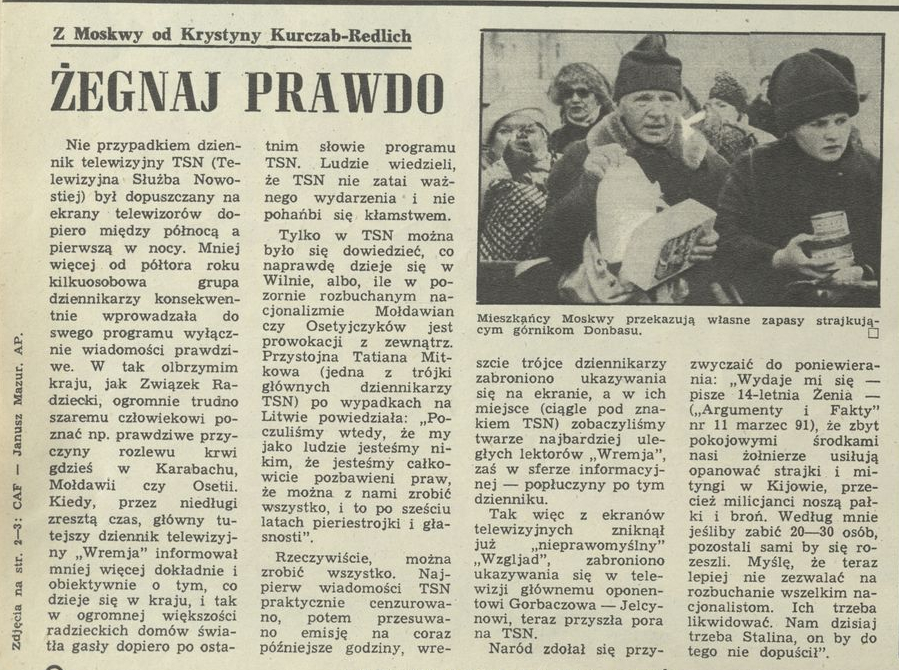 Z Moskwy od Krystyny Kurczab-Redlich
ŻEGNAJ PRAWDO
Nie przypadkiem dzien-
nik telewizyjny TSN (Te-
lewizyjna Służba Nowo-
stiej) był dopuszczany na
ekrany telewizorów do-
piero między północą a
pierwszą w nocy. Mniej
więcej od półtora roku
kilkuosobowa grupa
dziennikarzy konsekwen-
tnie wprowadzała do
swego programu wyłącz-
nie wiadomości prawdzi-
we. W tak olbrzymim
kraju, jak Związek Ra-
dziecki, ogromnie trudno
szaremu człowiekowi po-
znać np. prawdziwe przy-
czyny rozlewu krwi
gdzieś w Karabachu,
Mołdawii czy Osetii.
Kiedy, przez niedługi
zresztą czas, główny tu-
tejszy dziennik telewizyj-
ny „Wremja” informował
mniej więcej dokładnie i
obiektywnie o tym, co
dzieje się w kraju, i tak
w ogromnej większości
radzieckich domów świa-
tła gasły dopiero po osta-
tnim słowie programu
TSN. Ludzie wiedzieli,
że TSN nie zatai waż-
nego wydarzenia i nie
pohańbi się kłamstwem.
Tylko w TSN można
było się dowiedzieć, co
naprawdę dzieje się w
Wilnie, albo, ile w po-
zornie rozbuchanym na-
cjonalizmie Mołdawian
czy Osetyjczyków jest
prowokacji z zewnątrz.
Przystojna Tatiana Mit-
kowa (jedna z trójki
głównych dziennikarzy
TSN) po wypadkach na
Litwie powiedziała: „Po-
czuliśmy wtedy, że my
jako ludzie jesteśmy ni-
kim, że jesteśmy całko-
wicie pozbawieni praw,
że można z nami zrobić
wszystko, i to po sześciu
latach pieriestrojki i gła-
snosti”.
Rzeczywiście, można
zrobić wszystko. Naj-
pierw wiadomości TSN
praktycznie cenzurowa-
no, potem przesuwa-
no emisję na coraz
późniejsze godziny, wre-
Mieszkańcy Moskwy przekazują własne zapasy strajkują-
cym górnikom Donbasu.
szcie trójce dziennikarzy
zabroniono ukazywania
się na ekranie, a w ich
miejsce (ciągle pod zna-
kiem TSN) zobaczyliśmy
twarze najbardziej ule-
głych lektorów „Wremja”,
zaś w sferze informacyj-
nej — popłuczyny po tym
dzienniku.
Tak więc z ekranów
telewizyjnych zniknął
już „nieprawomyślny”
„Wzgljad”, zabroniono
ukazywania się w tele-
wizji głównemu oponen-
towi Gorbaczowa — Jelcy-
nowi, teraz przyszła pora
na TSN.
Naród zdołał się przy-
zwyczaić do poniewiera-
nia: „Wydaje mi się —
pisze 14-letnia Żenia —
(„Argumenty i Fakty”
nr 11 marzec 91), że zbyt
pokojowymi środkami
nasi żołnierze usiłują
opanować strajki i mi-
tyngi w Kijowie, prze-
cież milicjanci noszą pał-
ki i broń. Według mnie
jeśliby zabić 20—30 osób,
pozostali sami by się ro-
zeszli. Myślę, że teraz
lepiej nie zezwalać na
rozbuchanie wszelkim na-
cjonalistom. Ich trzeba
likwidować. Nam dzisiaj
trzeba Stalina, on by do
tego nie dopuścił”.
Zdjęcia na str. 2—3: CAF — Janusz Mazur, AP.